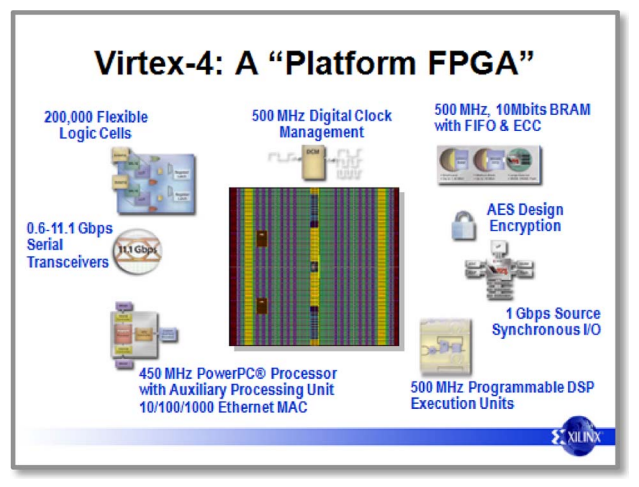 Virtex-4: A “Platform FPGA”
200,000 Flexible
Logic Cells
500 MHz Digital Clock
Management
DCM
500 MHz, 10Mbits BRAM
with FIFO & ECC
0.6-11.1 Gbps
Serial
Transceivers
11.1 Gbps
AES Design
Encryption
1 Gbps Source
Synchronous I/O
450 MHz PowerPC® Processor
with Auxiliary Processing Unit
10/100/1000 Ethernet MAC
500 MHz Programmable DSP
Execution Units
XILINX